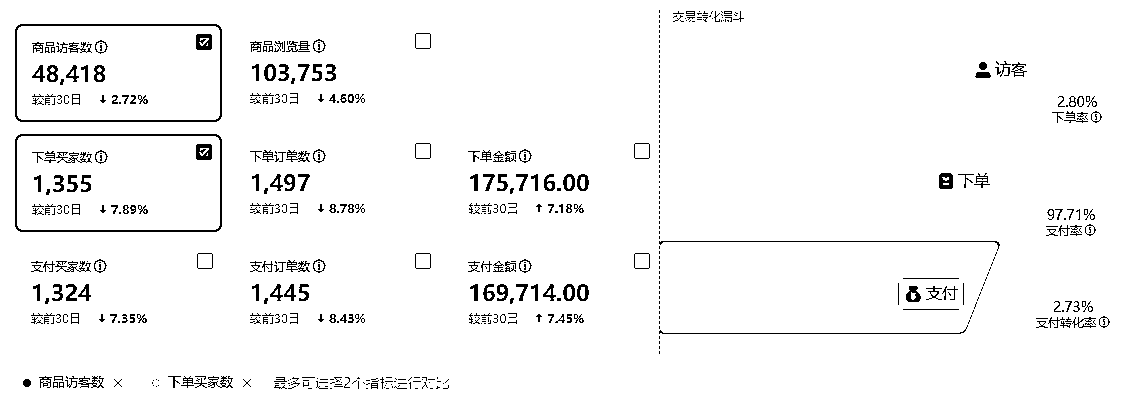 交易转化漏斗
商品访客数
48,418
较前30日 ↓ 2.72%
商品浏览量
103,753
较前30日 ↓ 4.60%
访客
2.80%
下单率
下单买家数
1,355
较前30日 ↓ 7.89%
下单订单数
1,497
较前30日 ↓ 8.78%
下单金额
175,716.00
较前30日 ↑ 7.18%
下单
97.71%
支付率
支付买家数
1,324
较前30日 ↓ 7.35%
支付订单数
1,445
较前30日 ↓ 8.43%
支付金额
169,714.00
较前30日 ↑ 7.45%
支付
2.73%
支付转化率
商品访客数 × 下单买家数 × 最多可选择2个指标进行对比